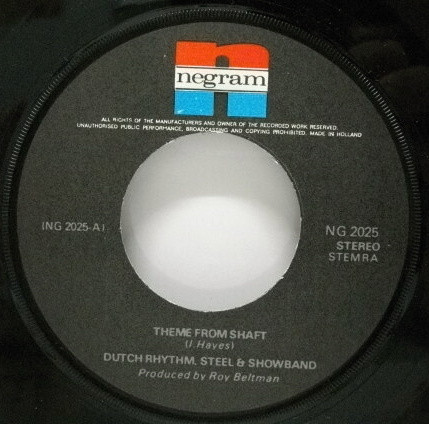 negram
ALL RIGHTS OF THE MANUFACTURERS AND OWNER OF THE RECORDED WORK RESERVED.
UNAUTHORISED PUBLIC PERFORMANCE, BROADCASTING AND COPYING PROHIBITED. MADE IN HOLLAND
ING 2025-A1
NG 2025
STEREO
STEMRA
THEME FROM SHAFT
(I. Hayes)
DUTCH RHYTHM, STEEL & SHOWBAND
Produced by Roy Beltman